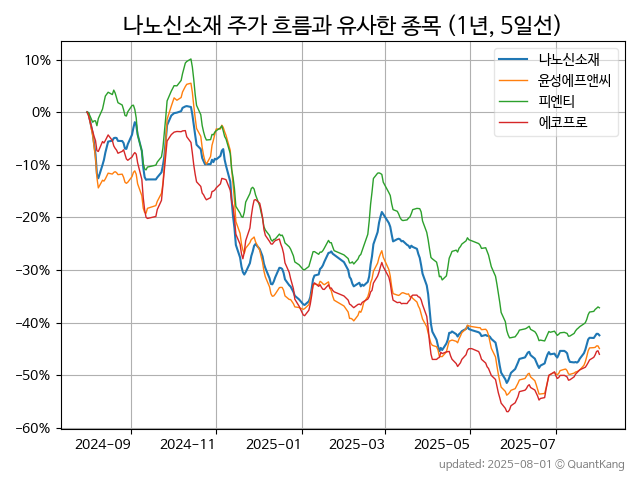 나노신소재 주가 흐름과 유사한 종목 (1년, 5일선)
나노신소재
윤성에프앤씨
피엔티
에코프로
10%
0%
−10%
−20%
−30%
−40%
−50%
−60%
2024-09 2024-11 2025-01 2025-03 2025-05 2025-07
updated: 2025-08-01 © QuantKang